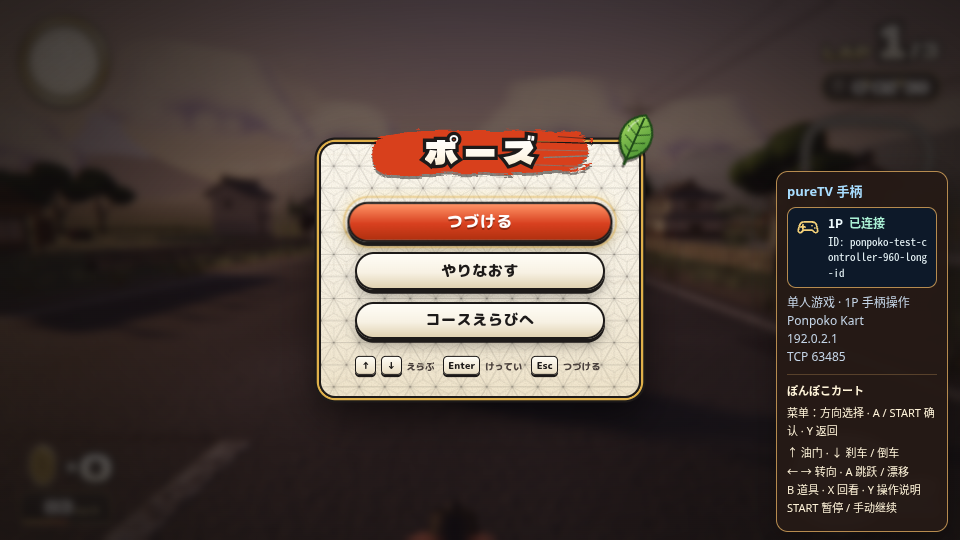 ポーズ
つづける
やりなおす
コースえらびへ
↑ ↓ えらぶ Enter けってい Esc つづける
1
pureTV 手柄
1P 已连接
ID: ponpoko-test-c
ontroller-960-long
-id
单人游戏 · 1P 手柄操作
Ponpoko Kart
192.0.2.1
TCP 63485
ぽんぽこカート
菜单：方向选择 · A / START 确
认 · Y 返回
↑ 油门 · ↓ 刹车 / 倒车
← → 转向 · A 跳跃 / 漂移
B 道具 · X 回看 · Y 操作说明
START 暂停 / 手动继续